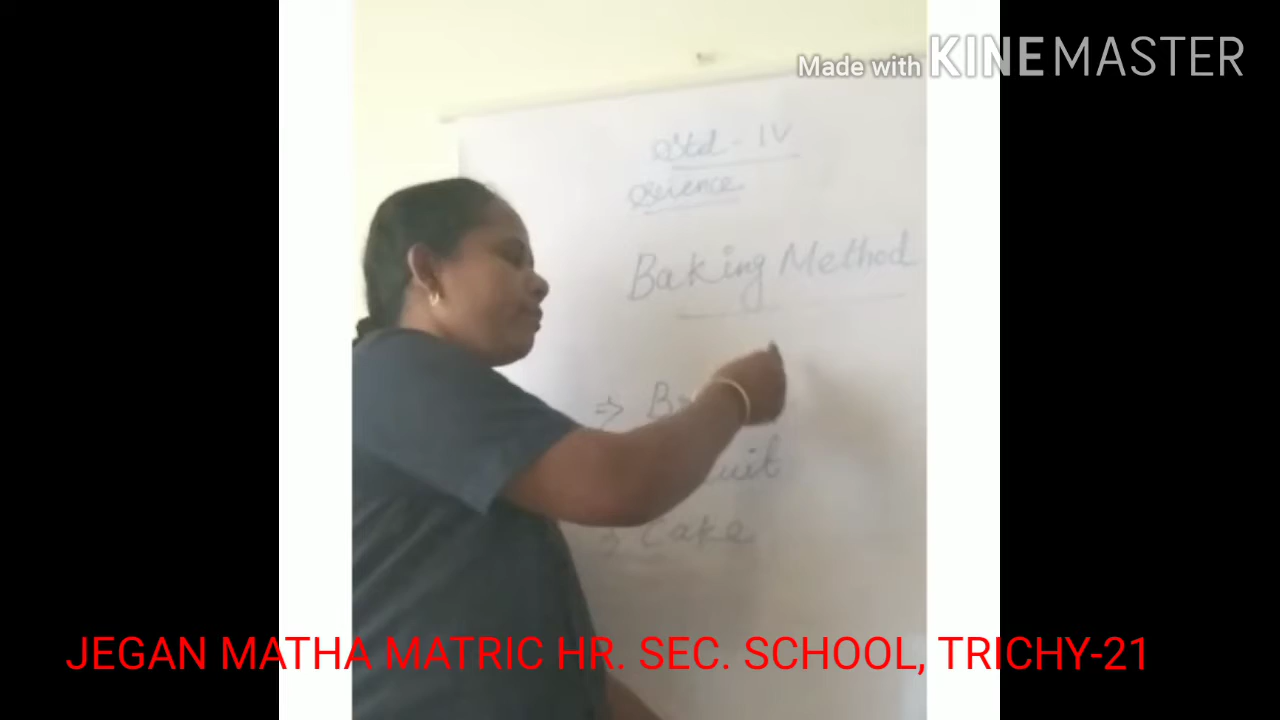 Made with KINEMASTER
Std - IV
Science
Baking Method
⇒
Cake
JEGAN MATHA MATRIC HR. SEC. SCHOOL, TRICHY-21